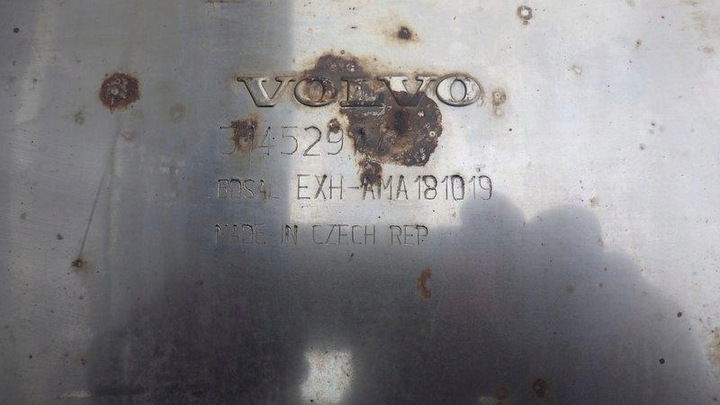 VOLVO
BOSAL EXH-AMA181019
MADE IN CZECH REP